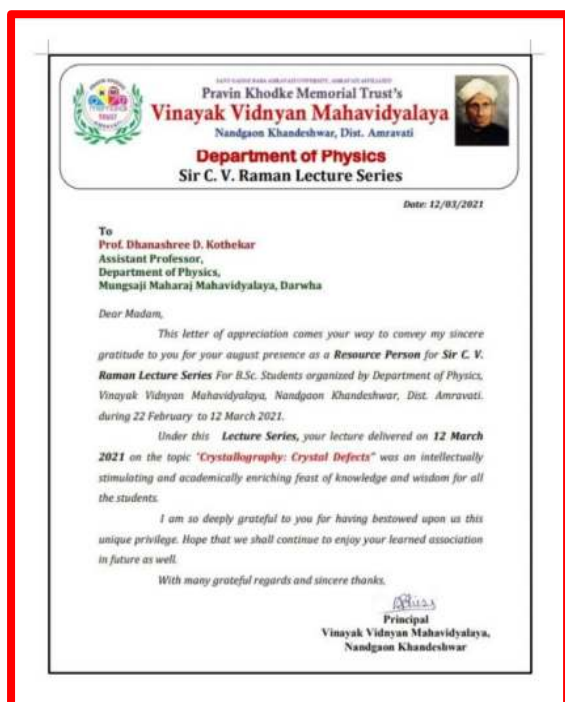 Pravin Khodke Memorial Trust's
Vinayak Vidnyan Mahavidyalaya
Nandgaon Khandeshwar, Dist. Amravati
Department of Physics
Sir C. V. Raman Lecture Series
Date: 12/03/2021
To
Prof. Dhanashree D. Kothekar
Assistant Professor,
Department of Physics,
Mungsaji Maharaj Mahavidyalaya, Darwha
Dear Madam,
This letter of appreciation comes your way to convey my sincere
gratitude to you for your august presence as a Resource Person for Sir C. V.
Raman Lecture Series For B.Sc. Students organized by Department of Physics,
Vinayak Vidnyan Mahavidyalaya, Nandgaon Khandeshwar, Dist. Amravati.
during 22 February to 12 March 2021.
Under this Lecture Series, your lecture delivered on 12 March
2021 on the topic "Crystallography: Crystal Defects" was an intellectually
stimulating and academically enriching feast of knowledge and wisdom for all
the students.
I am so deeply grateful to you for having bestowed upon us this
unique privilege. Hope that we shall continue to enjoy your learned association
in future as well.
With many grateful regards and sincere thanks.
Principal
Vinayak Vidnyan Mahavidyalaya,
Nandgaon Khandeshwar